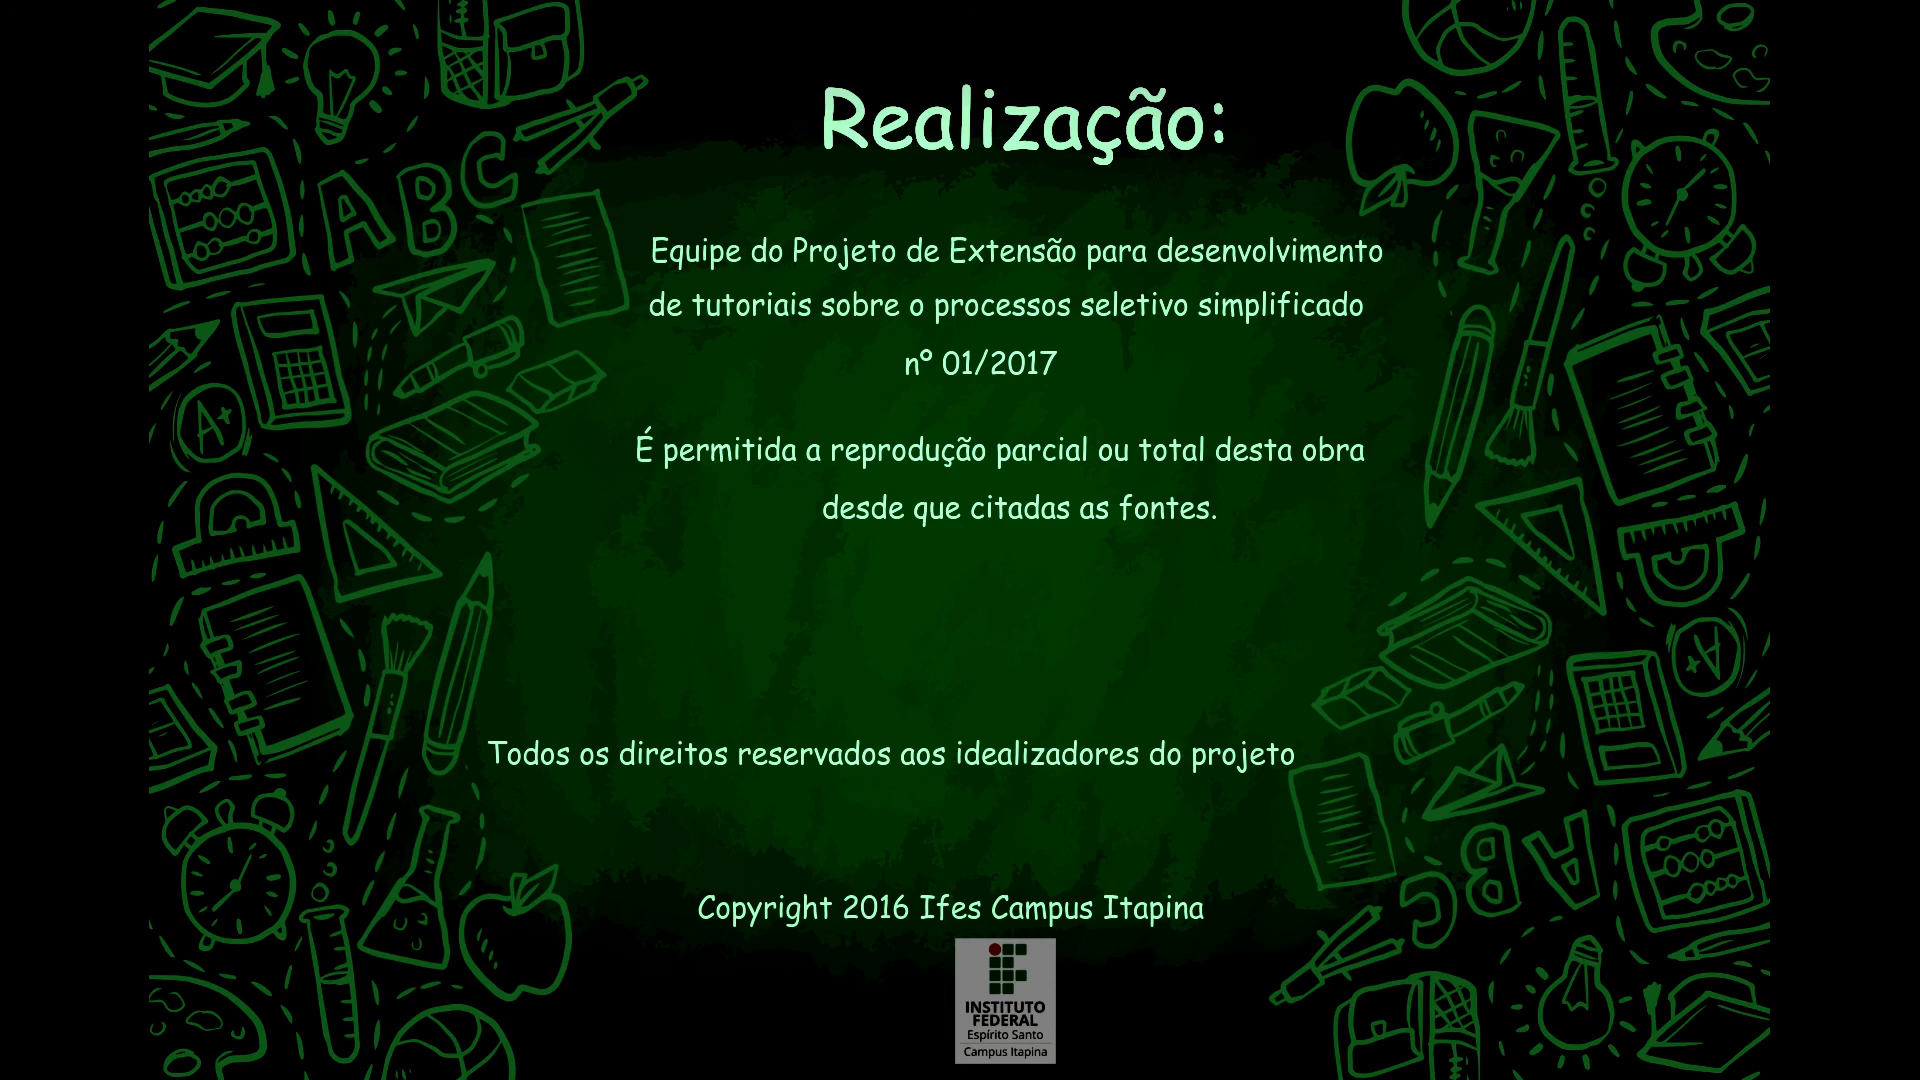 Realização:
Equipe do Projeto de Extensão para desenvolvimento
de tutoriais sobre o processos seletivo simplificado
nº 01/2017
É permitida a reprodução parcial ou total desta obra
desde que citadas as fontes.
Todos os direitos reservados aos idealizadores do projeto
Copyright 2016 Ifes Campus Itapina
INSTITUTO
FEDERAL
Espírito Santo
Campus Itapina
ABC
A+
A+
ABC